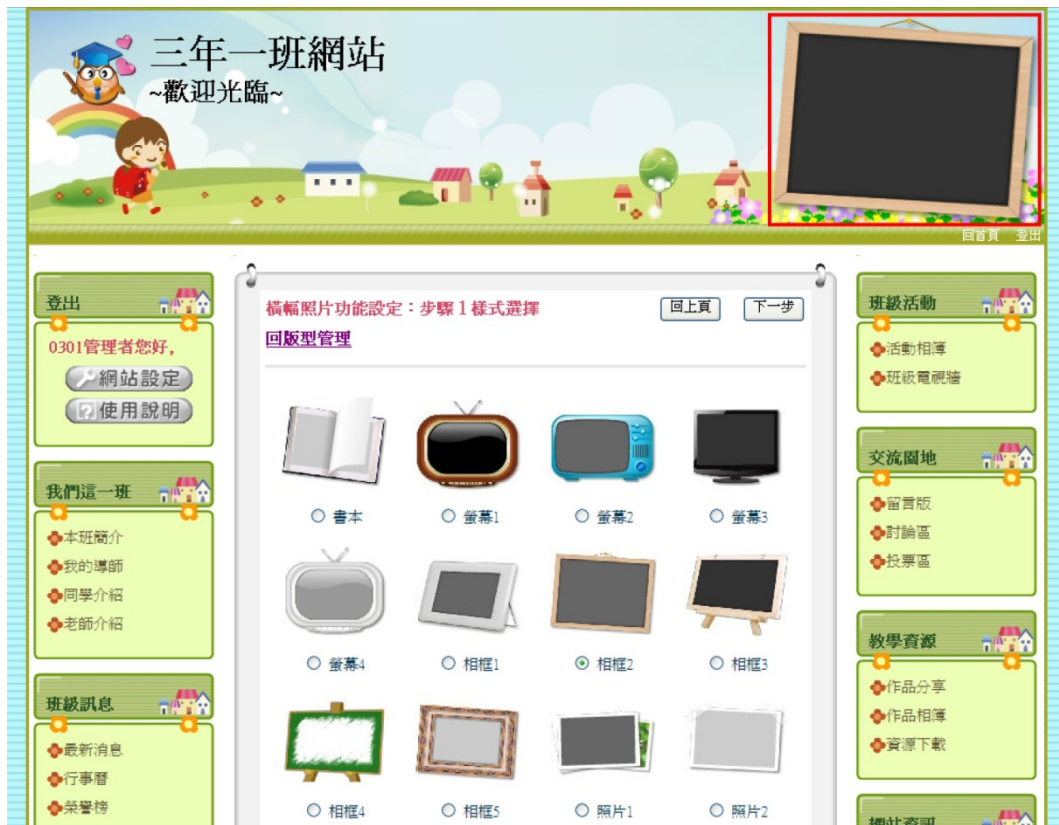 三年一班網站
~歡迎光臨~
回首頁 登出
登出
0301管理者您好,
網站設定
使用說明
我們這一班
本班簡介
我的導師
同學介紹
老師介紹
班級訊息
最新消息
行事曆
榮譽榜
橫幅照片功能設定：步驟1樣式選擇
回上頁 下一步
回版型管理
書本 螢幕1 螢幕2 螢幕3
螢幕4 相框1 相框2 相框3
相框4 相框5 照片1 照片2
班級活動
活動相簿
班級電視牆
交流園地
留言版
討論區
投票區
教學資源
作品分享
作品相簿
資源下載
網站資訊